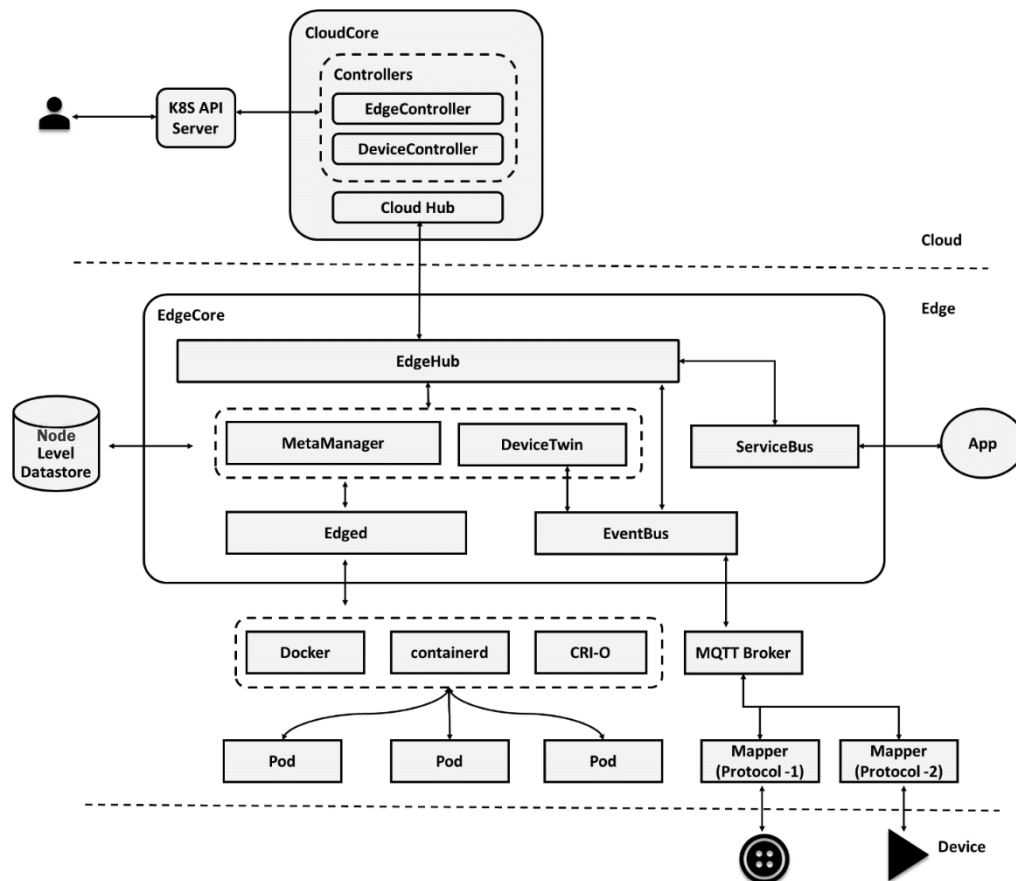 CloudCore
Controllers
EdgeController
DeviceController
Cloud Hub
K8S API
Server
Cloud
Edge
EdgeCore
EdgeHub
MetaManager
DeviceTwin
ServiceBus
App
Node
Level
Datastore
Edged
EventBus
Docker
containerd
CRI-O
MQTT Broker
Pod
Pod
Pod
Mapper
(Protocol -1)
Mapper
(Protocol -2)
Device